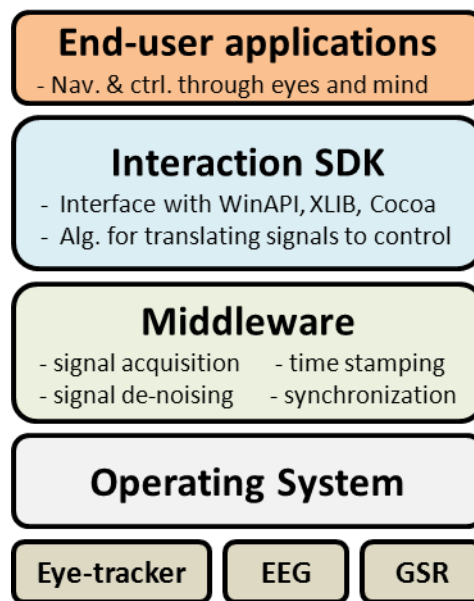 End-user applications
- Nav. & ctrl. through eyes and mind
Interaction SDK
- Interface with WinAPI, XLIB, Cocoa
- Alg. for translating signals to control
Middleware
- signal acquisition - time stamping
- signal de-noising - synchronization
Operating System
Eye-tracker EEG GSR